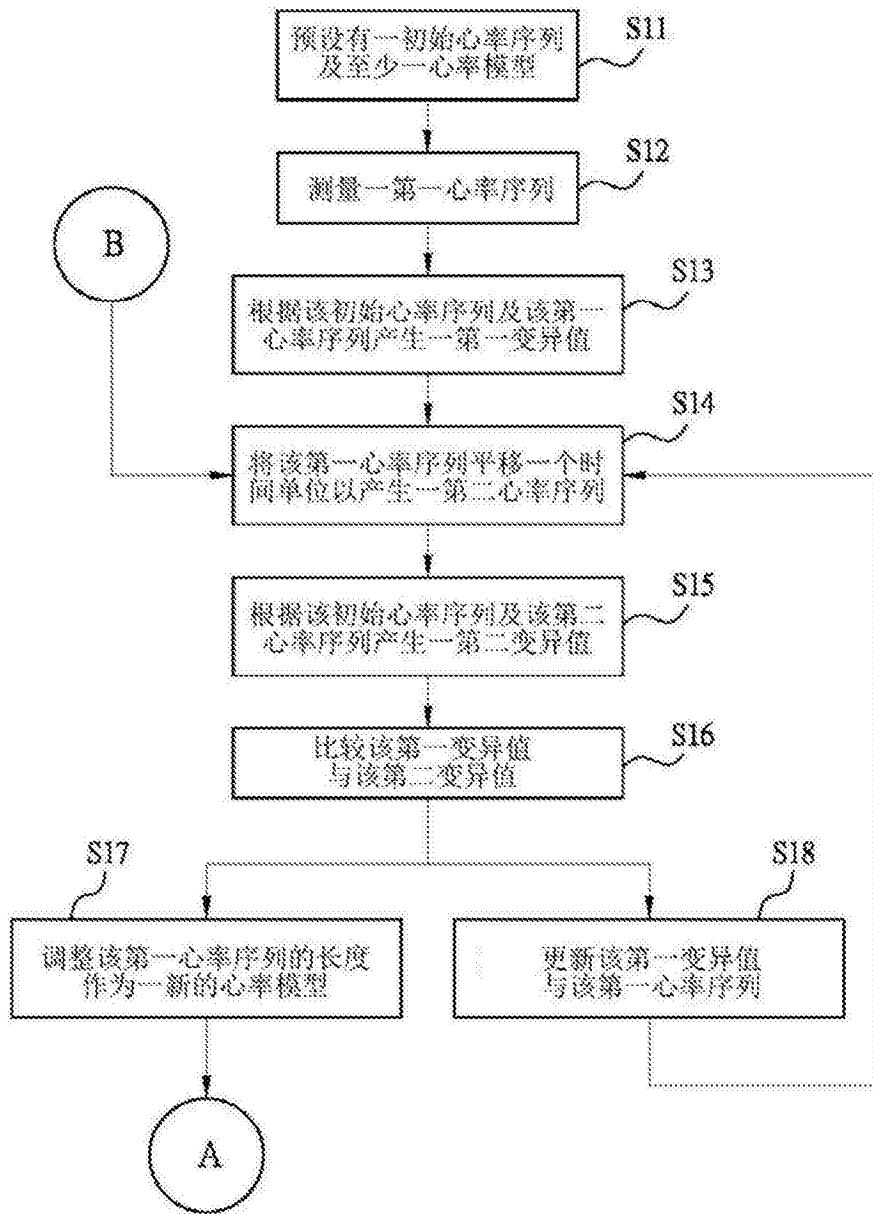 预设有一初始心率序列
及至少一心率模型
S11
测量一第一心率序列
S12
B
根据该初始心率序列及该第一
心率序列产生一第一变异值
S13
将该第一心率序列平移一个时
间单位以产生一第二心率序列
S14
根据该初始心率序列及该第二
心率序列产生一第二变异值
S15
比较该第一变异值
与该第二变异值
S16
S17
调整该第一心率序列的长度
作为一新的心率模型
S18
更新该第一变异值
与该第一心率序列
A